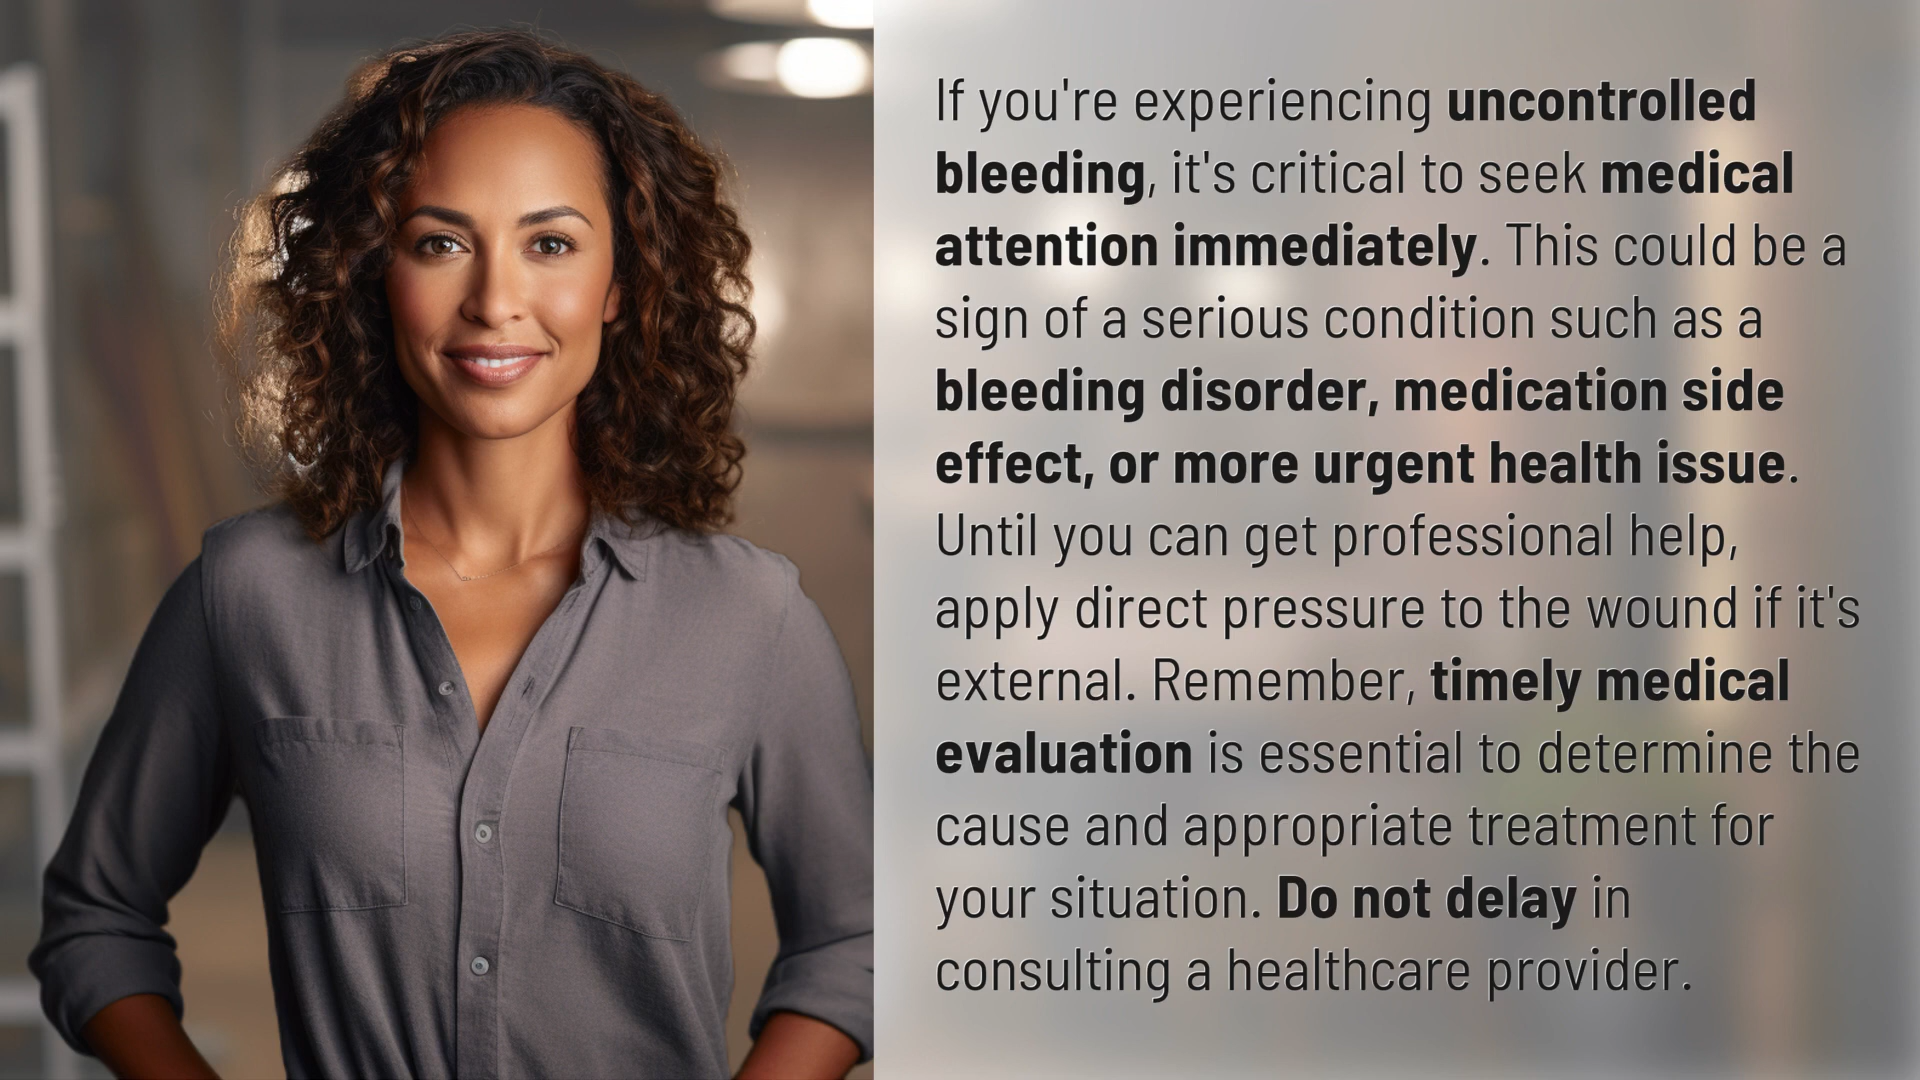 If you're experiencing uncontrolled
bleeding, it's critical to seek medical
attention immediately. This could be a
sign of a serious condition such as a
bleeding disorder, medication side
effect, or more urgent health issue.
Until you can get professional help,
apply direct pressure to the wound if it's
external. Remember, timely medical
evaluation is essential to determine the
cause and appropriate treatment for
your situation. Do not delay in
consulting a healthcare provider.